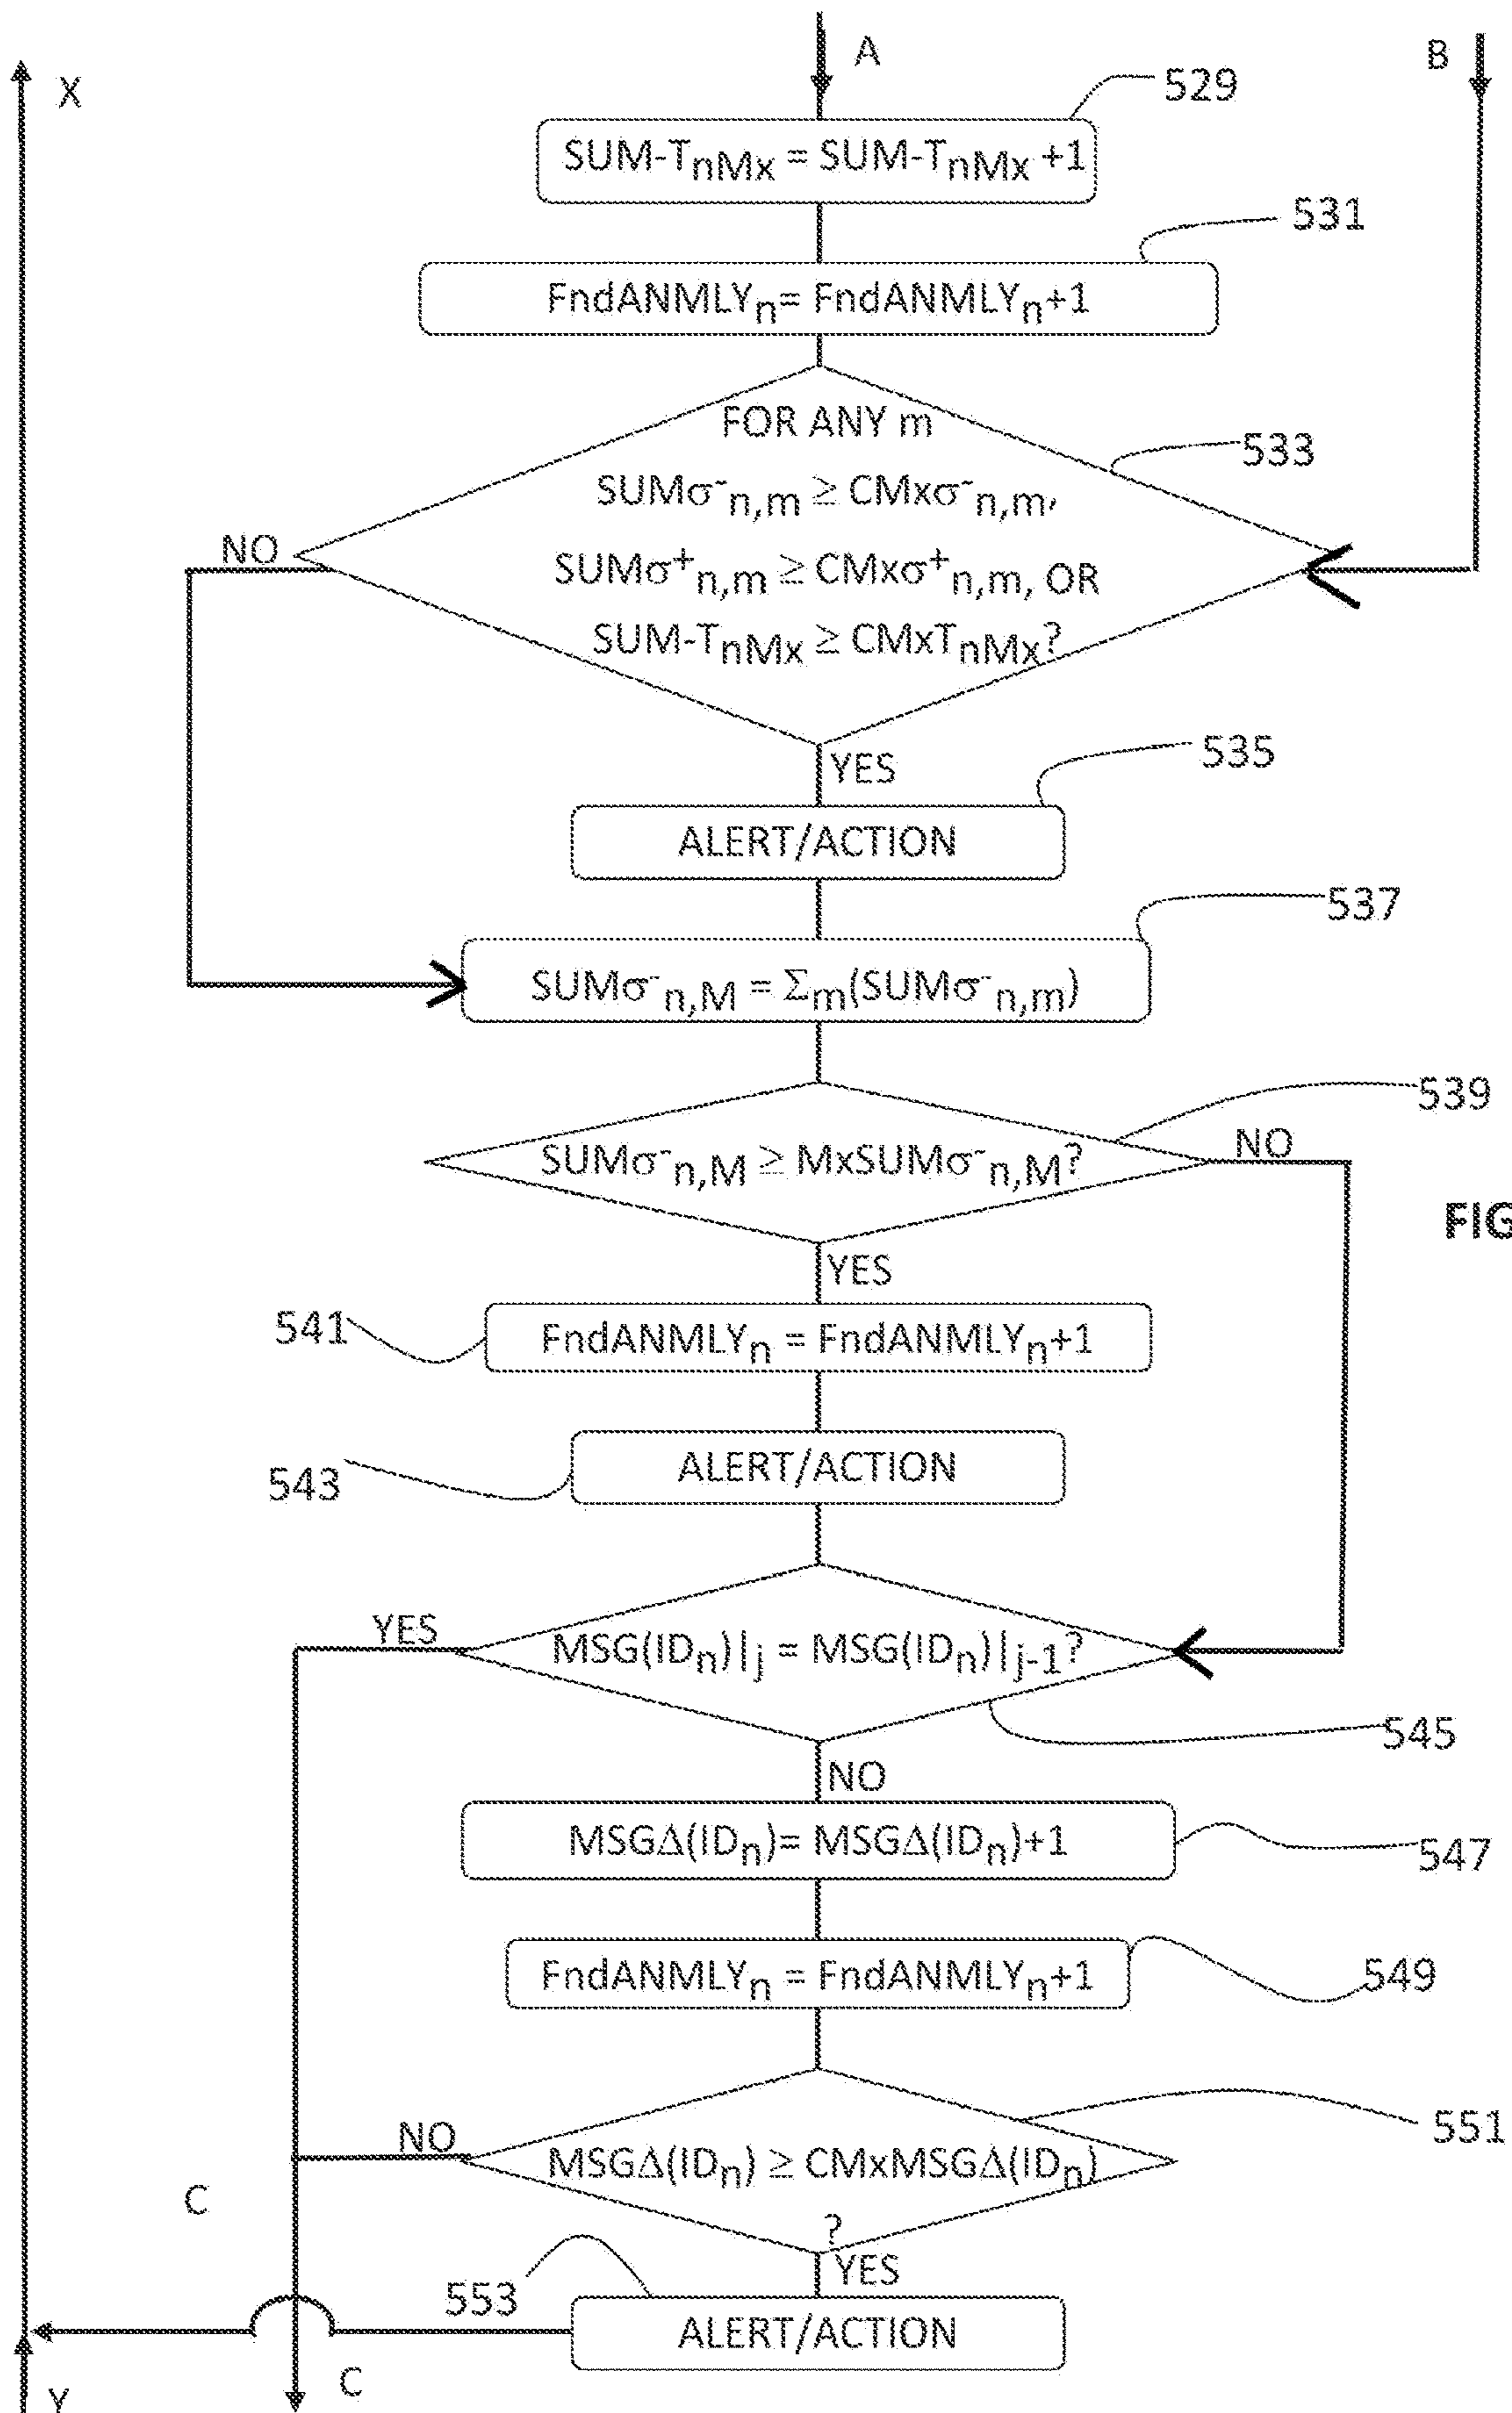 A
B
X
529
SUM-TnMx = SUM-TnMx +1
531
FndANMLYn= FndANMLYn+1
FOR ANY m
533
SUMσ-n,m ≥ CMxσ-n,m,
NO
SUMσ+n,m ≥ CMxσ+n,m, OR
SUM-TnMx ≥ CMxTnMx?
535
YES
ALERT/ACTION
537
SUMσ-n,M = Σm(SUMσ-n,m)
539
NO
SUMσ-n,M ≥ MxSUMσ-n,M?
FIG
YES
541
FndANMLYn = FndANMLYn+1
ALERT/ACTION
543
YES
MSG(IDn)|j = MSG(IDn)|j-1?
545
NO
MSGΔ(IDn)= MSGΔ(IDn)+1
547
FndANMLYn = FndANMLYn+1
549
551
NO
MSGΔ(IDn) ≥ CMxMSGΔ(IDn)
C
?
YES
553
ALERT/ACTION
C
Y